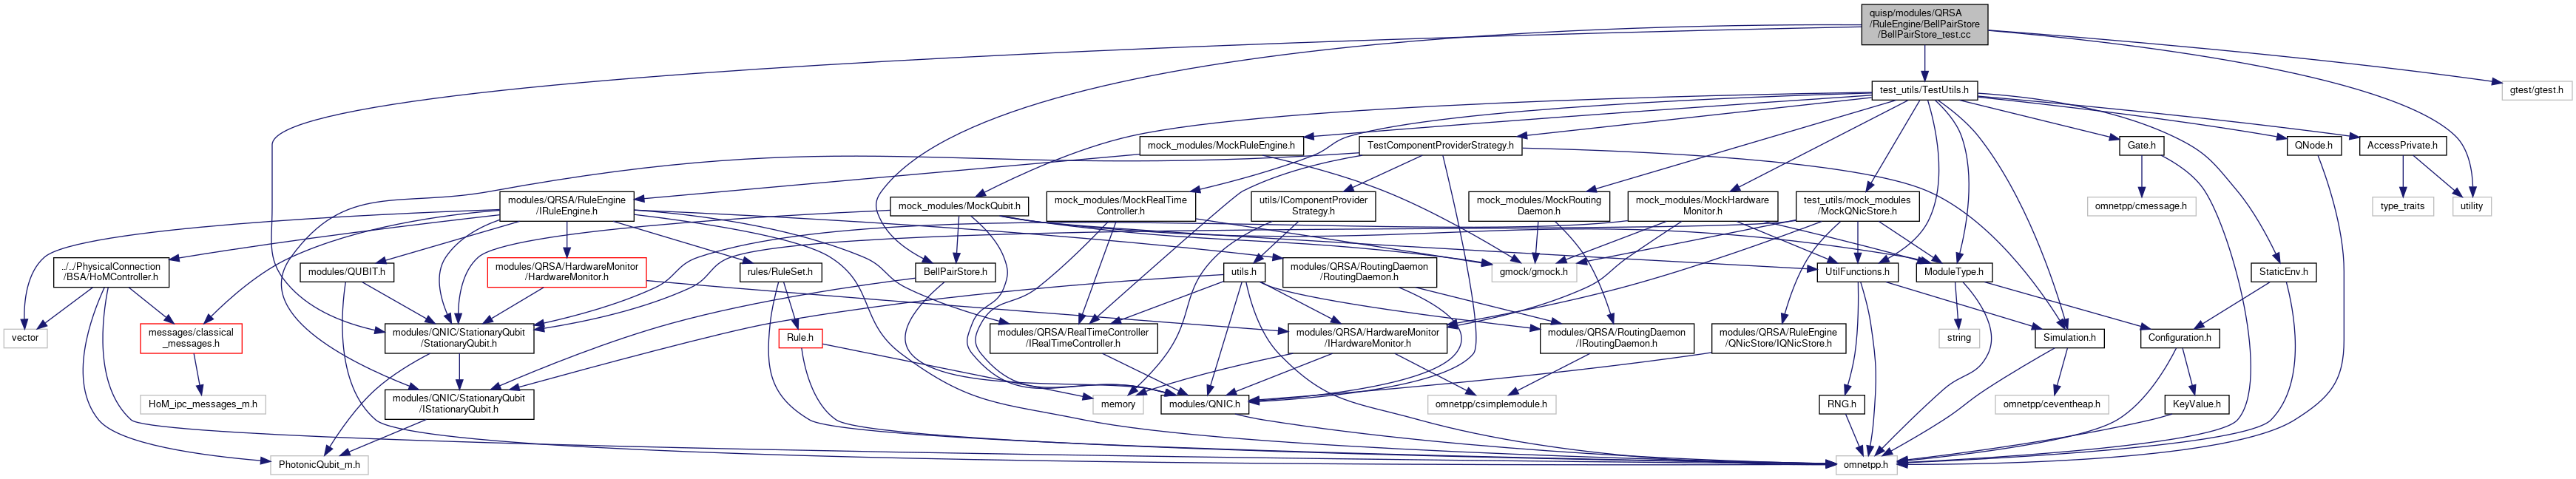 quisp/modules/QRSA
/RuleEngine/BellPairStore
/BellPairStore_test.cc
test_utils/TestUtils.h
gtest/gtest.h
mock_modules/MockRuleEngine.h
TestComponentProviderStrategy.h
Gate.h
QNode.h
AccessPrivate.h
modules/QRSA/RuleEngine
/IRuleEngine.h
mock_modules/MockQubit.h
mock_modules/MockRealTime
Controller.h
utils/IComponentProvider
Strategy.h
mock_modules/MockRouting
Daemon.h
mock_modules/MockHardware
Monitor.h
test_utils/mock_modules
/MockQNicStore.h
omnetpp/cmessage.h
type_traits
utility
../../PhysicalConnection
/BSA/HoMController.h
modules/QUBIT.h
modules/QRSA/HardwareMonitor
/HardwareMonitor.h
rules/RuleSet.h
BellPairStore.h
utils.h
modules/QRSA/RoutingDaemon
/RoutingDaemon.h
gmock/gmock.h
UtilFunctions.h
ModuleType.h
StaticEnv.h
vector
messages/classical
_messages.h
modules/QNIC/StationaryQubit
/StationaryQubit.h
Rule.h
modules/QRSA/RealTimeController
/IRealTimeController.h
modules/QRSA/HardwareMonitor
/IHardwareMonitor.h
modules/QRSA/RoutingDaemon
/IRoutingDaemon.h
modules/QRSA/RuleEngine
/QNicStore/IQNicStore.h
string
Simulation.h
Configuration.h
HoM_ipc_messages_m.h
modules/QNIC/StationaryQubit
/IStationaryQubit.h
memory
modules/QNIC.h
omnetpp/csimplemodule.h
RNG.h
omnetpp/ceventheap.h
KeyValue.h
PhotonicQubit_m.h
omnetpp.h